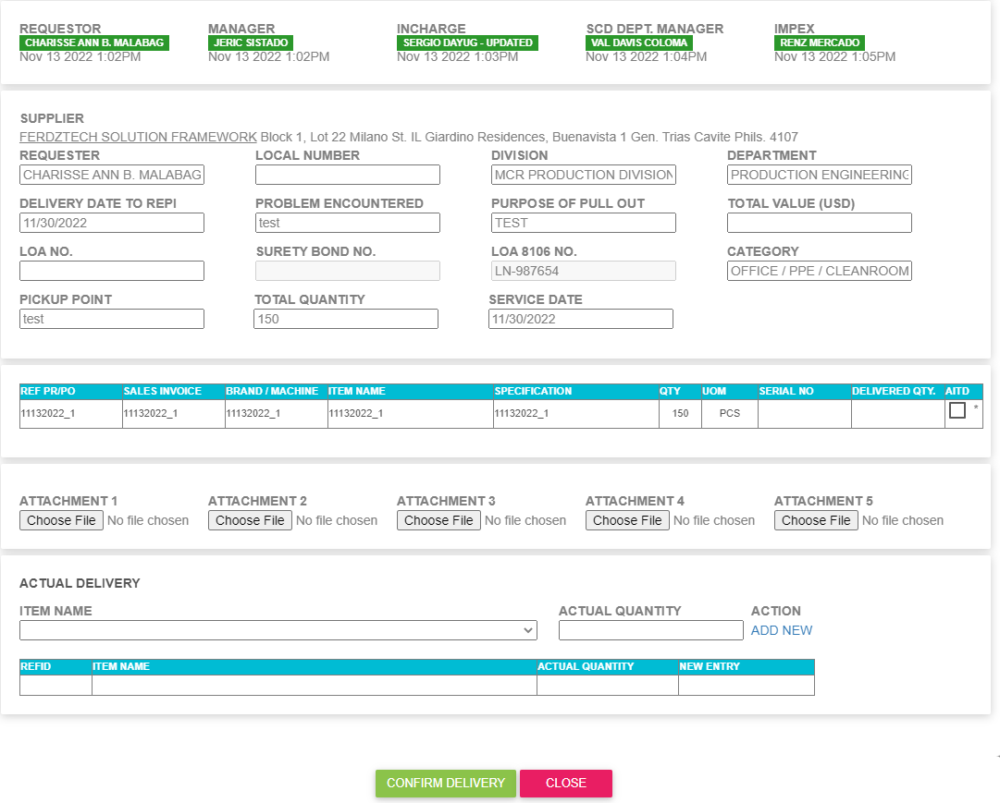 REQUESTOR MANAGER INCHARGE SCD DEPT. MANAGER IMPEX
CHARISSE ANN B. MALABAG JERIC SISTADO SERGIO DAYUG - UPDATED VAL DAVIS COLOMA RENZ MERCADO
Nov 13 2022 1:02PM Nov 13 2022 1:02PM Nov 13 2022 1:03PM Nov 13 2022 1:04PM Nov 13 2022 1:05PM
SUPPLIER
FERDZTECH SOLUTION FRAMEWORK Block 1, Lot 22 Milano St. IL Giardino Residences, Buenavista 1 Gen. Trias Cavite Phils. 4107
REQUESTER LOCAL NUMBER DIVISION DEPARTMENT
CHARISSE ANN B. MALABAG MCR PRODUCTION DIVISION PRODUCTION ENGINEERING
DELIVERY DATE TO REPI PROBLEM ENCOUNTERED PURPOSE OF PULL OUT TOTAL VALUE (USD)
11/30/2022 test TEST
LOA NO. SURETY BOND NO. LOA 8106 NO. CATEGORY
LN-987654 OFFICE / PPE / CLEANROOM
PICKUP POINT TOTAL QUANTITY SERVICE DATE
test 150 11/30/2022
REF PR/PO SALES INVOICE BRAND / MACHINE ITEM NAME SPECIFICATION QTY UOM SERIAL NO DELIVERED QTY. AITD
11132022_1 11132022_1 11132022_1 11132022_1 11132022_1 150 PCS *
ATTACHMENT 1 ATTACHMENT 2 ATTACHMENT 3 ATTACHMENT 4 ATTACHMENT 5
Choose File No file chosen Choose File No file chosen Choose File No file chosen Choose File No file chosen Choose File No file chosen
ACTUAL DELIVERY
ITEM NAME ACTUAL QUANTITY ACTION
ADD NEW
REFID ITEM NAME ACTUAL QUANTITY NEW ENTRY
CONFIRM DELIVERY CLOSE